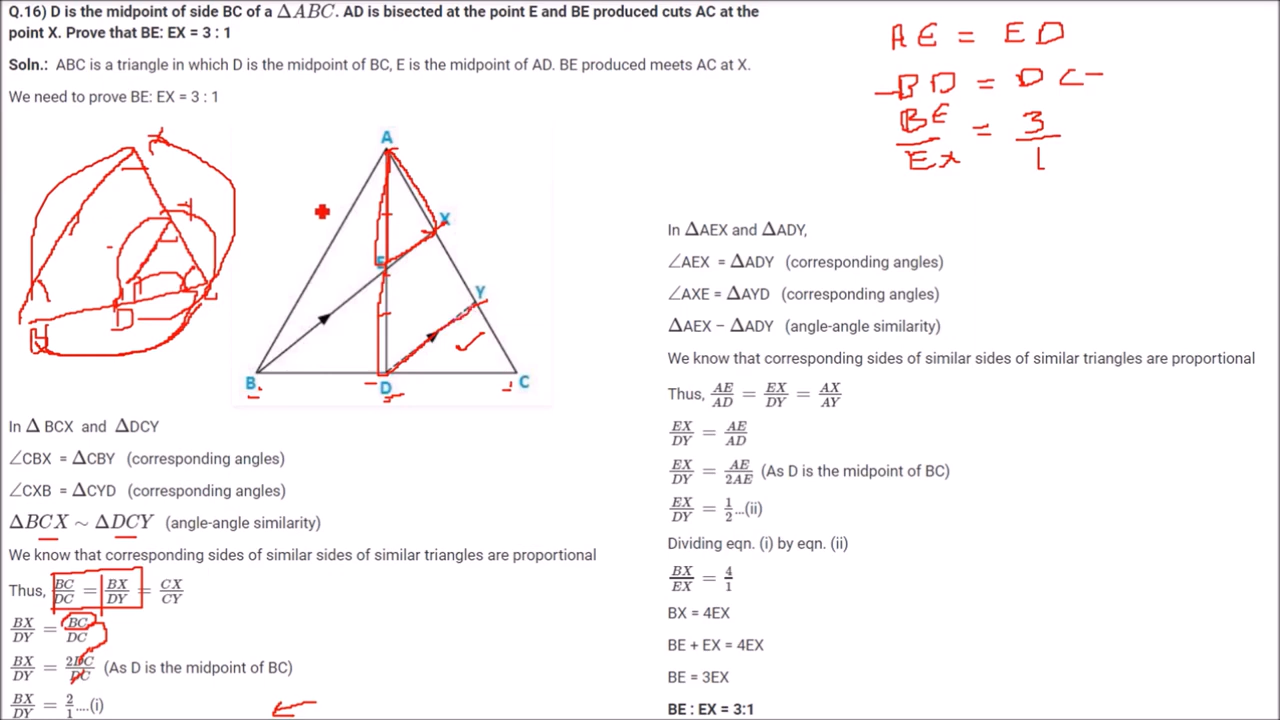 Q.16) D is the midpoint of side BC of a ΔABC. AD is bisected at the point E and BE produced cuts AC at the
point X. Prove that BE: EX = 3 : 1
Soln.: ABC is a triangle in which D is the midpoint of BC, E is the midpoint of AD. BE produced meets AC at X.
We need to prove BE: EX = 3 : 1
AE = ED
BD = DC
BE/EX = 3/1
A
X
E
Y
B
D
C
D
In Δ BCX and ΔDCY
∠CBX = ΔCBY (corresponding angles)
∠CXB = ΔCYD (corresponding angles)
ΔBCX ~ ΔDCY (angle-angle similarity)
We know that corresponding sides of similar sides of similar triangles are proportional
Thus, BC/DC = BX/DY = CX/CY
BX/DY = BC/DC
BX/DY = 2DC/DC (As D is the midpoint of BC)
BX/DY = 2/1....(i)
In ΔAEX and ΔADY,
∠AEX = ΔADY (corresponding angles)
∠AXE = ΔAYD (corresponding angles)
ΔAEX − ΔADY (angle-angle similarity)
We know that corresponding sides of similar sides of similar triangles are proportional
Thus, AE/AD = EX/DY = AX/AY
EX/DY = AE/AD
EX/DY = AE/2AE (As D is the midpoint of BC)
EX/DY = 1/2...(ii)
Dividing eqn. (i) by eqn. (ii)
BX/EX = 4/1
BX = 4EX
BE + EX = 4EX
BE = 3EX
BE : EX = 3:1